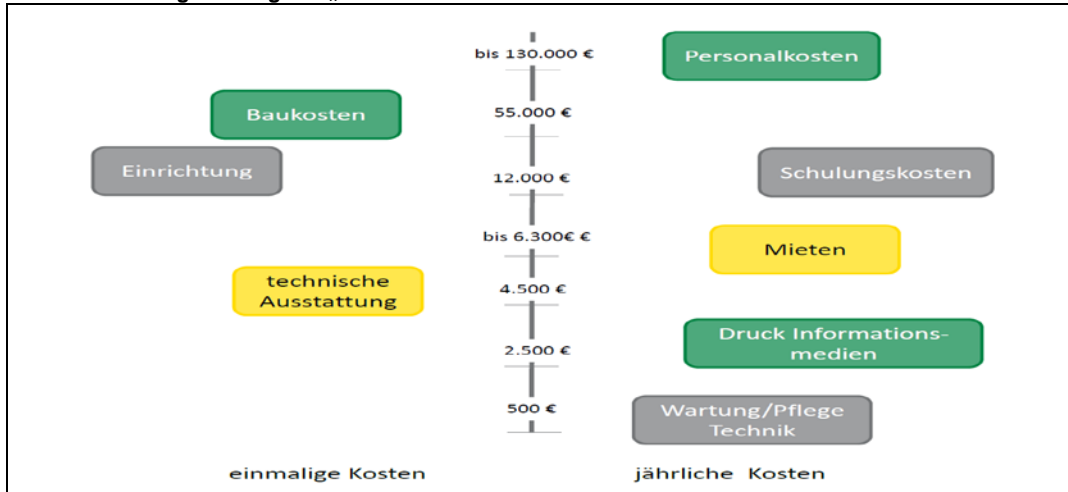 bis 130.000 €
Personalkosten
Baukosten
55.000 €
Einrichtung
12.000 €
Schulungskosten
bis 6.300€ €
Mieten
technische
Ausstattung
4.500 €
Druck Informations-
medien
2.500 €
500 €
Wartung/Pflege
Technik
einmalige Kosten
jährliche Kosten